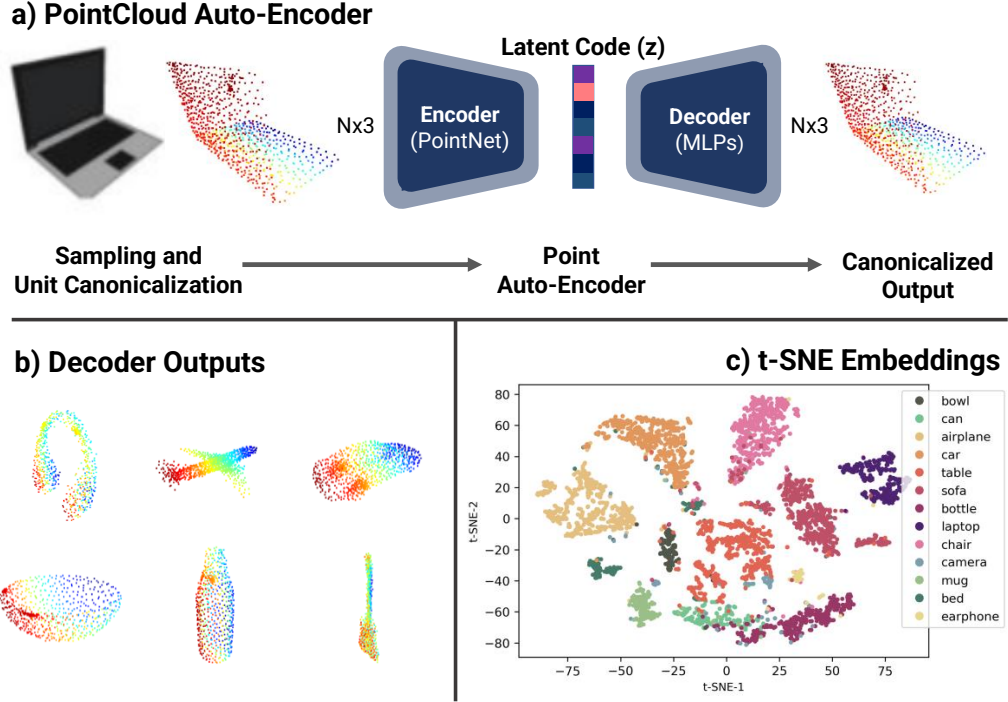 a) PointCloud Auto-Encoder
Latent Code (z)
Nx3
Encoder
(PointNet)
Decoder
(MLPs)
Nx3
Sampling and
Unit Canonicalization
Point
Auto-Encoder
Canonicalized
Output
b) Decoder Outputs
c) t-SNE Embeddings
80
60
40
20
0
−20
−40
−60
−80
t-SNE-2
−75
−50
−25
0
25
50
75
t-SNE-1
bowl
can
airplane
car
table
sofa
bottle
laptop
chair
camera
mug
bed
earphone